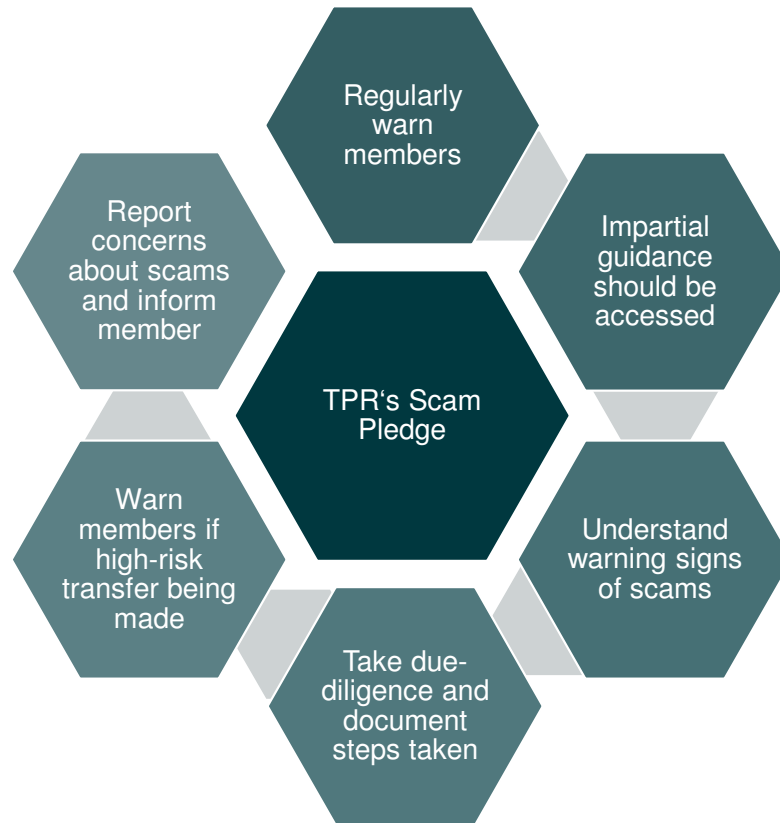 Regularly
warn
members
Impartial
guidance
should be
accessed
Understand
warning signs
of scams
Take due-
diligence and
document
steps taken
Warn
members if
high-risk
transfer being
made
Report
concerns
about scams
and inform
member
TPR‘s Scam
Pledge